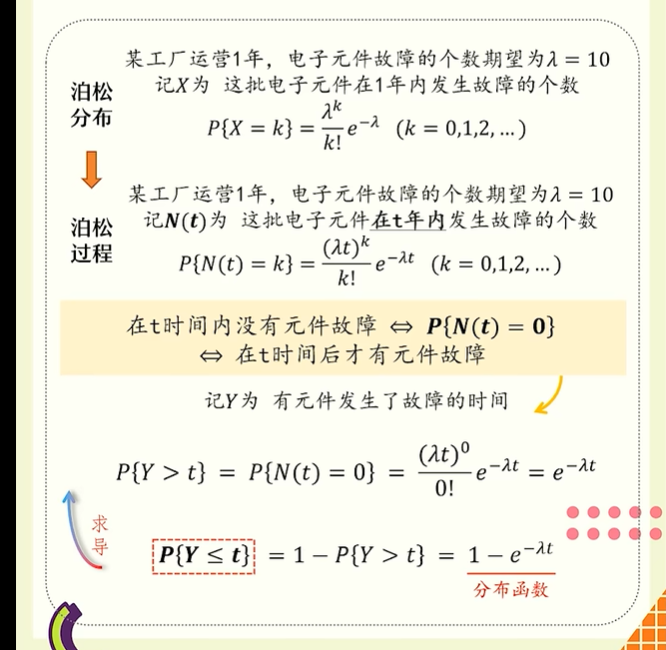 某工厂运营1年，电子元件故障的个数期望为λ = 10
记X为 这批电子元件在1年内发生故障的个数
泊松
分布
P{X = k} = \frac{λ^k}{k!} e^{-λ} (k = 0,1,2, ...)
某工厂运营1年，电子元件故障的个数期望为λ = 10
记N(t)为 这批电子元件在t年内发生故障的个数
泊松
过程
P{N(t) = k} = \frac{(λt)^k}{k!} e^{-λt} (k = 0,1,2, ...)
在t时间内没有元件故障 ⇔ P{N(t) = 0}
⇔ 在t时间后才有元件故障
记Y为 有元件发生了故障的时间
P{Y > t} = P{N(t) = 0} = \frac{(λt)^0}{0!} e^{-λt} = e^{-λt}
求
导
P{Y ≤ t} = 1 − P{Y > t} = 1 − e^{-λt}
分布函数